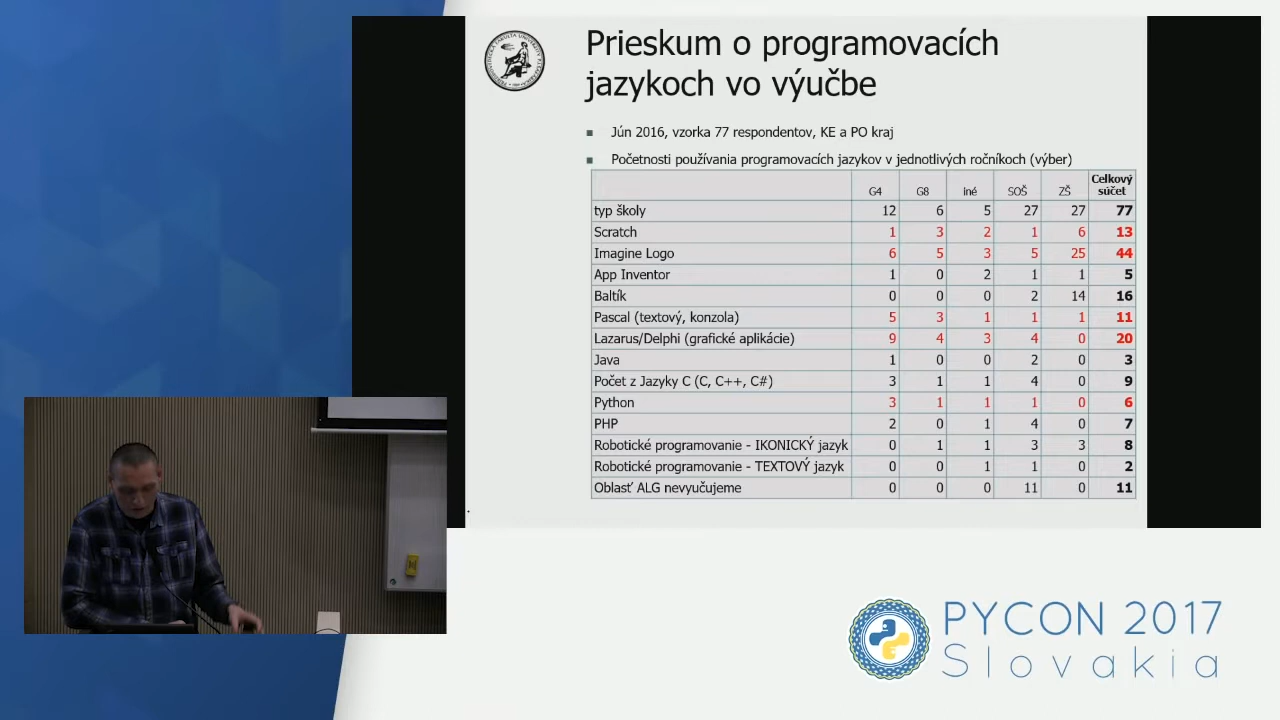 Prieskum o programovacích
jazykoch vo výučbe
Jún 2016, vzorka 77 respondentov, KE a PO kraj
Početnosti používania programovacích jazykov v jednotlivých ročníkoch (výber)
G4 G8 iné SOŠ ZŠ Celkový súčet
typ školy 12 6 5 27 27 77
Scratch 1 3 2 1 6 13
Imagine Logo 6 5 3 5 25 44
App Inventor 1 0 2 1 1 5
Baltík 0 0 0 2 14 16
Pascal (textový, konzola) 5 3 1 1 1 11
Lazarus/Delphi (grafické aplikácie) 9 4 3 4 0 20
Java 1 0 0 2 0 3
Počet z Jazyky C (C, C++, C#) 3 1 1 4 0 9
Python 3 1 1 1 0 6
PHP 2 0 1 4 0 7
Robotické programovanie - IKONICKÝ jazyk 0 1 1 3 3 8
Robotické programovanie - TEXTOVÝ jazyk 0 0 1 1 0 2
Oblasť ALG nevyučujeme 0 0 0 11 0 11
PYCON 2017
Slovakia